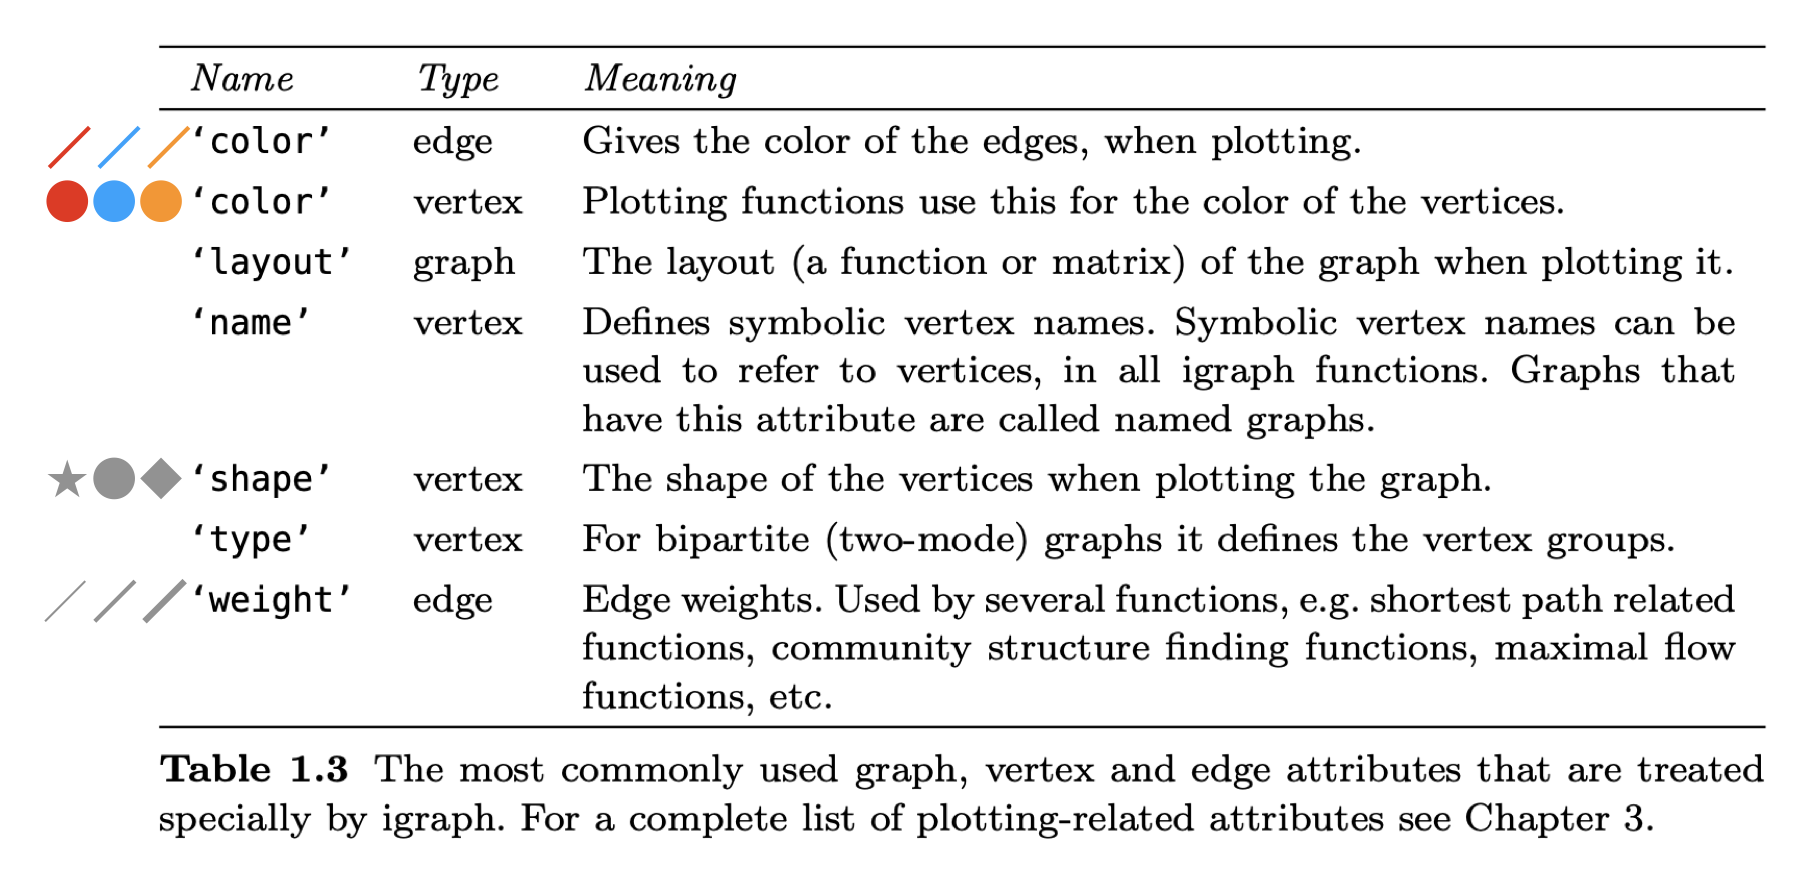 Name Type Meaning
‘color’ edge Gives the color of the edges, when plotting.
‘color’ vertex Plotting functions use this for the color of the vertices.
‘layout’ graph The layout (a function or matrix) of the graph when plotting it.
‘name’ vertex Defines symbolic vertex names. Symbolic vertex names can be
used to refer to vertices, in all igraph functions. Graphs that
have this attribute are called named graphs.
‘shape’ vertex The shape of the vertices when plotting the graph.
‘type’ vertex For bipartite (two-mode) graphs it defines the vertex groups.
‘weight’ edge Edge weights. Used by several functions, e.g. shortest path related
functions, community structure finding functions, maximal flow
functions, etc.
Table 1.3 The most commonly used graph, vertex and edge attributes that are treated
specially by igraph. For a complete list of plotting-related attributes see Chapter 3.